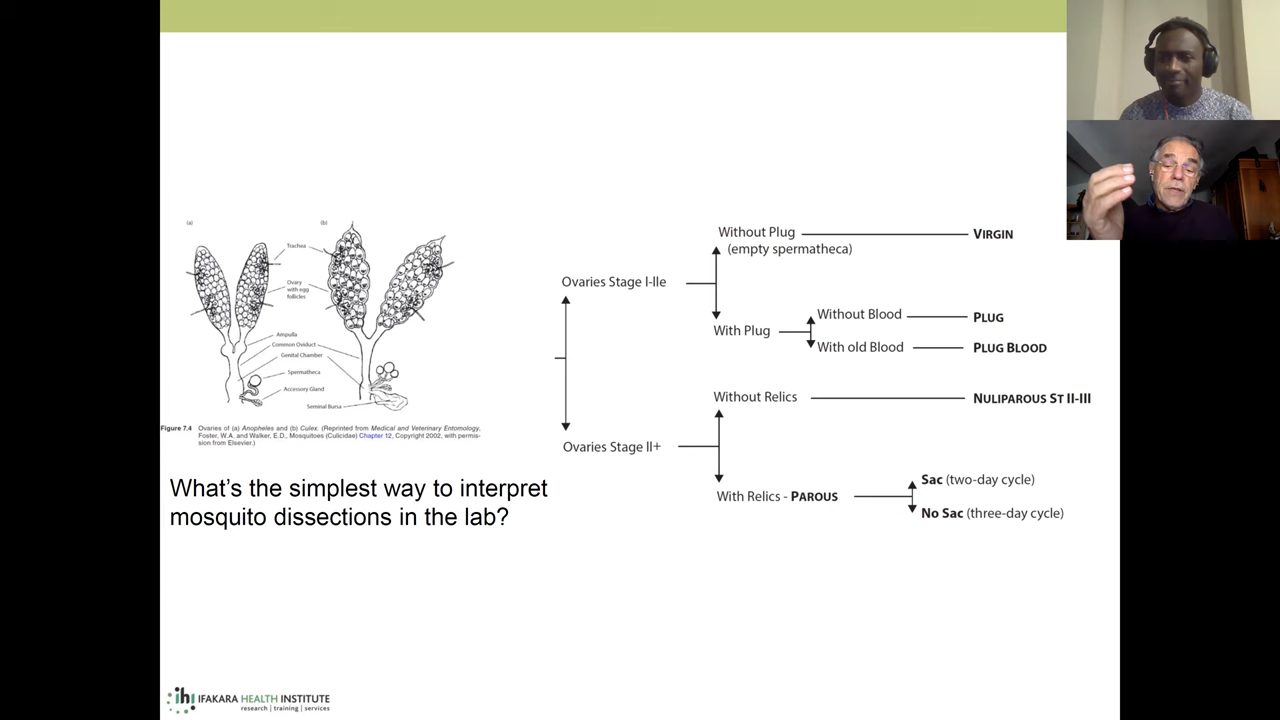 (a)
(b)
Trachea
Ovary
with egg
follicles
Ampulla
Common Oviduct
Genital Chamber
Spermatheca
Accessory Gland
Seminal Bursa
Figure 7.4 Ovaries of (a) Anopheles and (b) Culex. (Reprinted from Medical and Veterinary Entomology,
Foster, W.A. and Walker, E.D., Mosquitoes (Culicidae) Chapter 12, Copyright 2002, with permis-
sion from Elsevier.)
What's the simplest way to interpret
mosquito dissections in the lab?
Ovaries Stage I-IIe
Without Plug
(empty spermatheca)
VIRGIN
With Plug
Without Blood
PLUG
With old Blood
PLUG BLOOD
Ovaries Stage II+
Without Relics
NULIPAROUS ST II-III
With Relics - PAROUS
Sac (two-day cycle)
No Sac (three-day cycle)
ihi IFAKARA HEALTH INSTITUTE
research | training | services